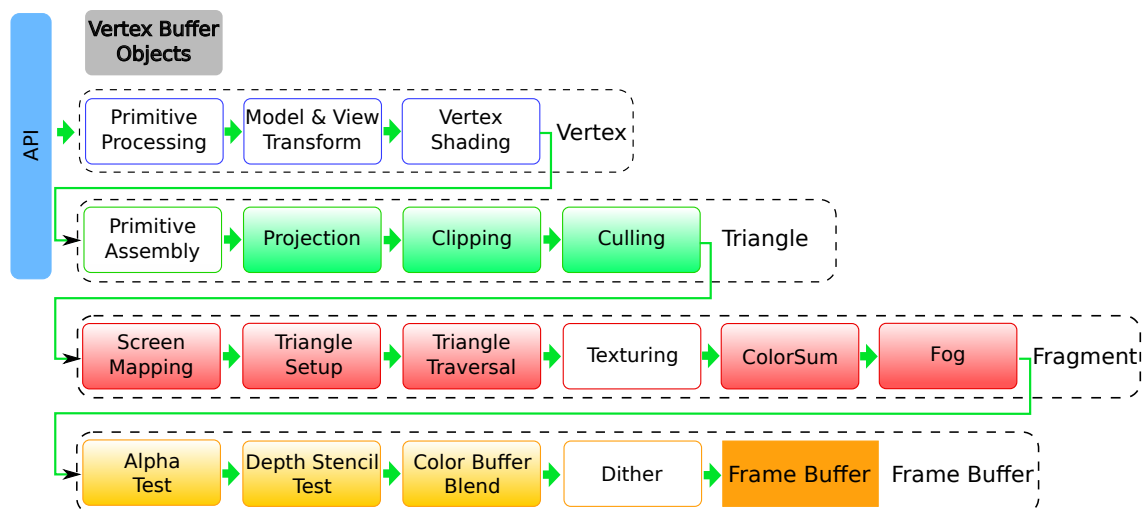 API
Vertex Buffer
Objects
Primitive
Processing
Model & View
Transform
Vertex
Shading
Vertex
Primitive
Assembly
Projection
Clipping
Culling
Triangle
Screen
Mapping
Triangle
Setup
Triangle
Traversal
Texturing
ColorSum
Fog
Fragment
Alpha
Test
Depth Stencil
Test
Color Buffer
Blend
Dither
Frame Buffer
Frame Buffer